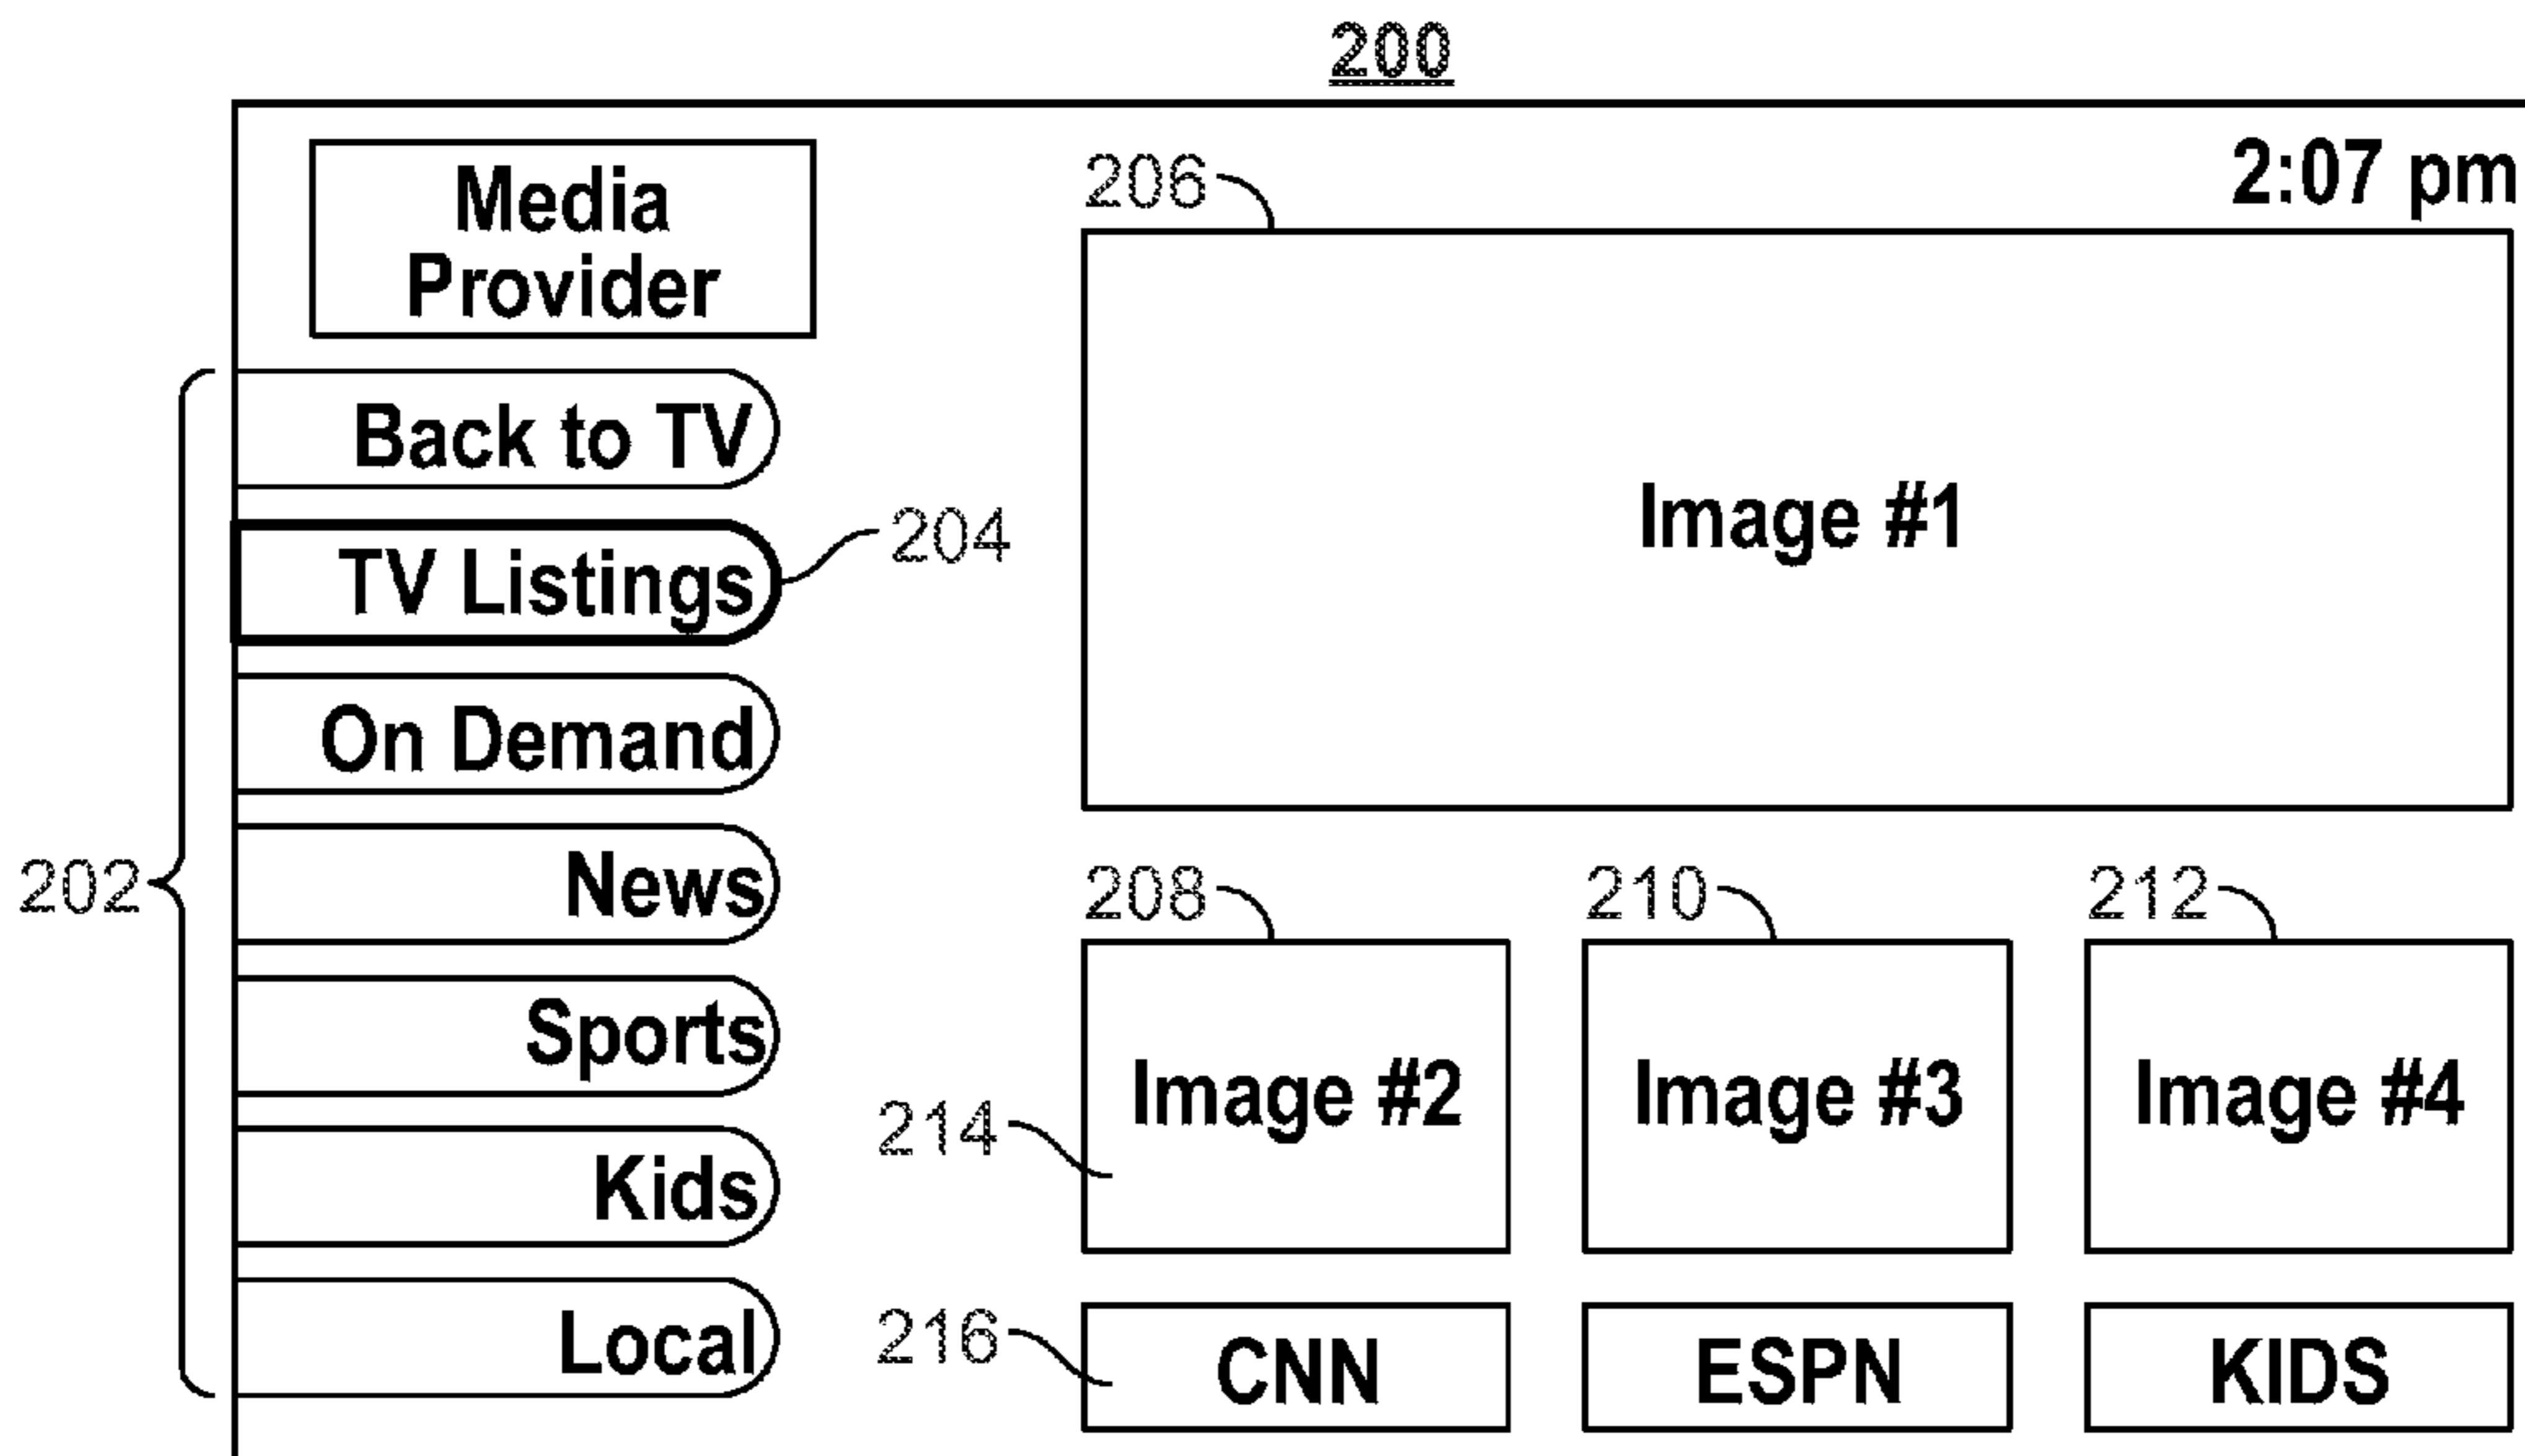 200
2:07 pm
Media
Provider
206
Back to TV
Image #1
TV Listings
204
On Demand
News
202
208
210
212
Sports
Image #2
Image #3
Image #4
214
Kids
Local
216
CNN
ESPN
KIDS